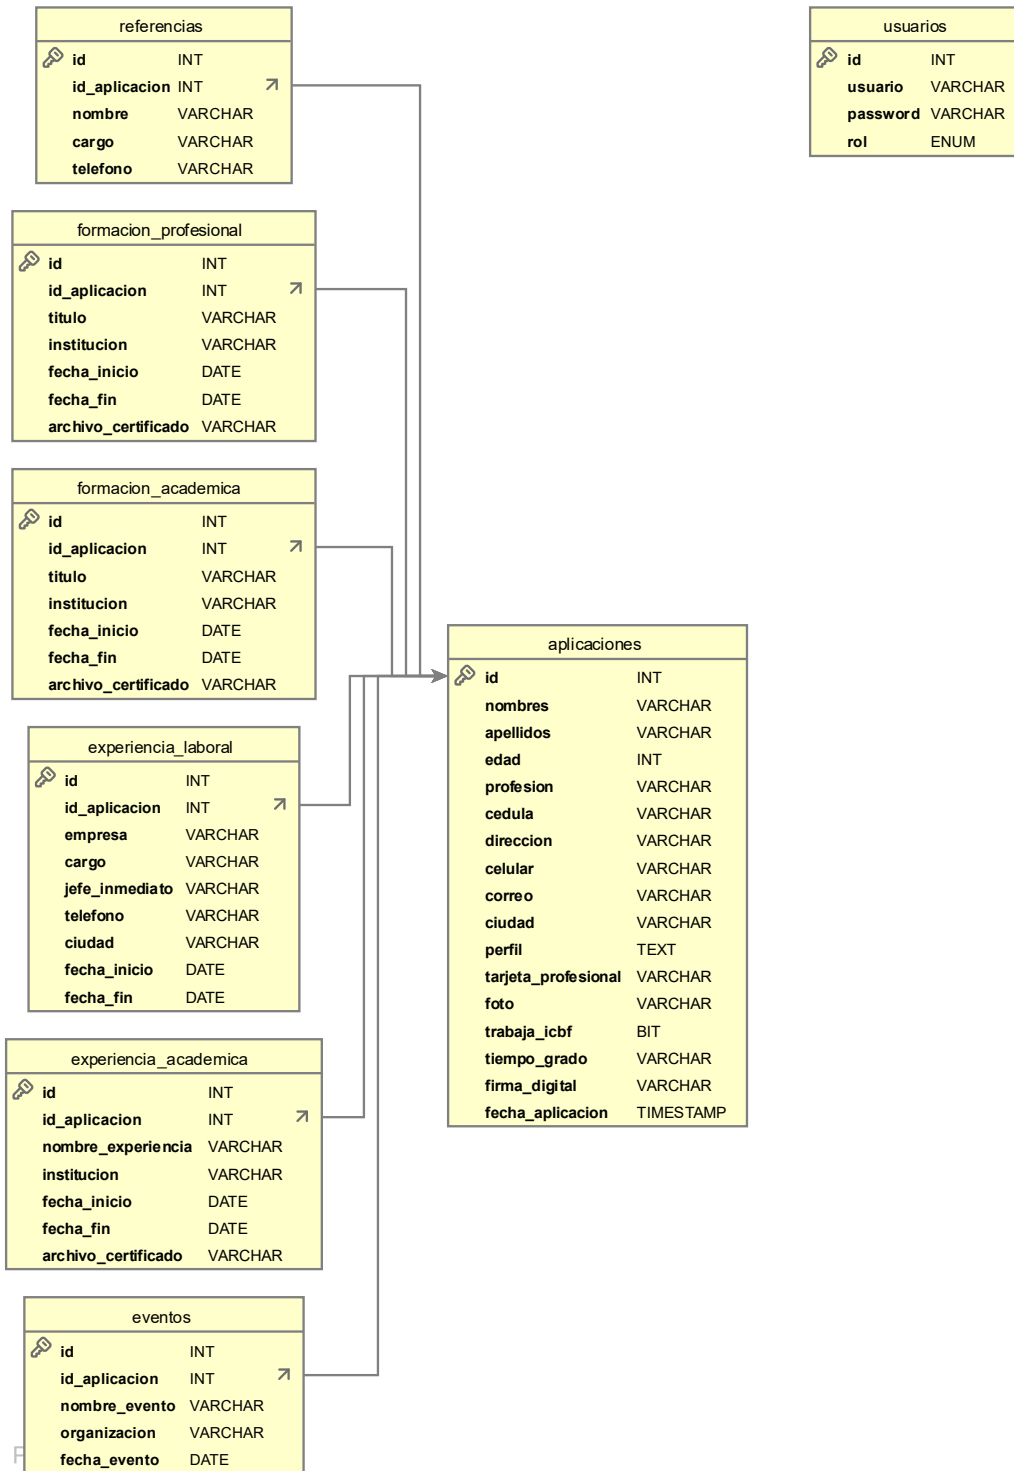 referencias
id INT
id_aplicacion INT
nombre VARCHAR
cargo VARCHAR
telefono VARCHAR
usuarios
id INT
usuario VARCHAR
password VARCHAR
rol ENUM
formacion_profesional
id INT
id_aplicacion INT
titulo VARCHAR
institucion VARCHAR
fecha_inicio DATE
fecha_fin DATE
archivo_certificado VARCHAR
formacion_academica
id INT
id_aplicacion INT
titulo VARCHAR
institucion VARCHAR
fecha_inicio DATE
fecha_fin DATE
archivo_certificado VARCHAR
experiencia_laboral
id INT
id_aplicacion INT
empresa VARCHAR
cargo VARCHAR
jefe_inmediato VARCHAR
telefono VARCHAR
ciudad VARCHAR
fecha_inicio DATE
fecha_fin DATE
aplicaciones
id INT
nombres VARCHAR
apellidos VARCHAR
edad INT
profesion VARCHAR
cedula VARCHAR
direccion VARCHAR
celular VARCHAR
correo VARCHAR
ciudad VARCHAR
perfil TEXT
tarjeta_profesional VARCHAR
foto VARCHAR
trabaja_icbf BIT
tiempo_grado VARCHAR
firma_digital VARCHAR
fecha_aplicacion TIMESTAMP
experiencia_academica
id INT
id_aplicacion INT
nombre_experiencia VARCHAR
institucion VARCHAR
fecha_inicio DATE
fecha_fin DATE
archivo_certificado VARCHAR
eventos
id INT
id_aplicacion INT
nombre_evento VARCHAR
organizacion VARCHAR
fecha_evento DATE